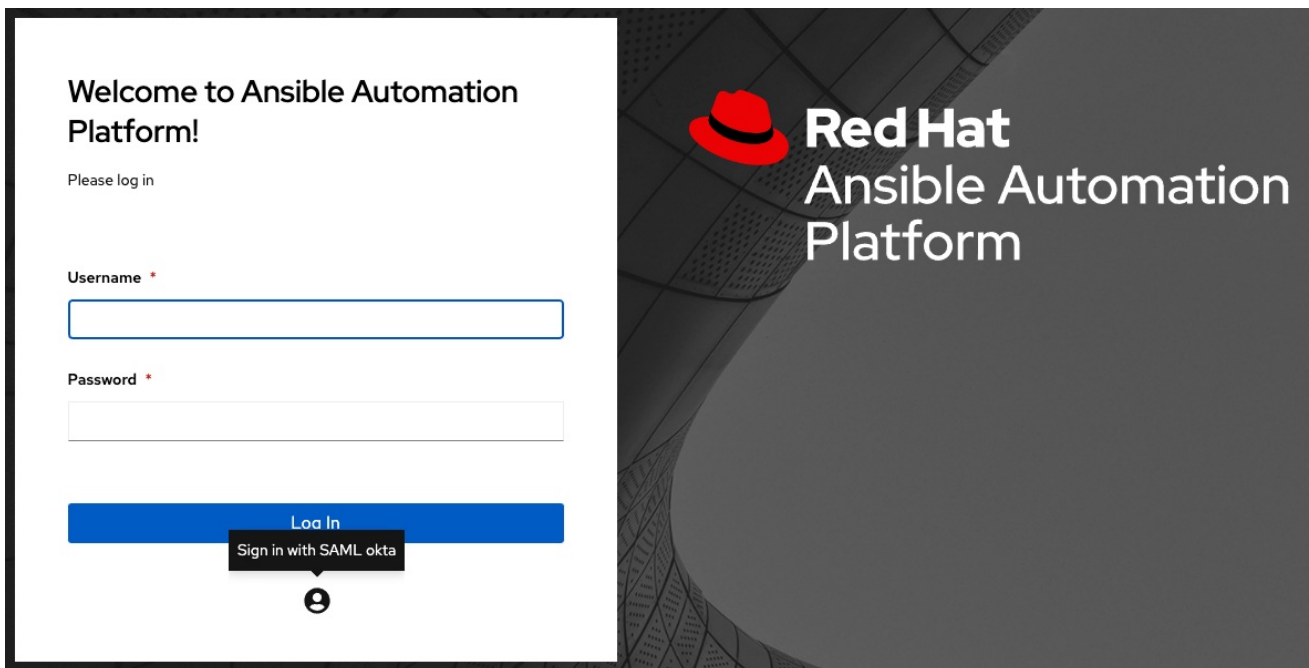 Welcome to Ansible Automation
Platform!
Please log in
Username *
Password *
Log In
Sign in with SAML okta
Red Hat
Ansible Automation
Platform